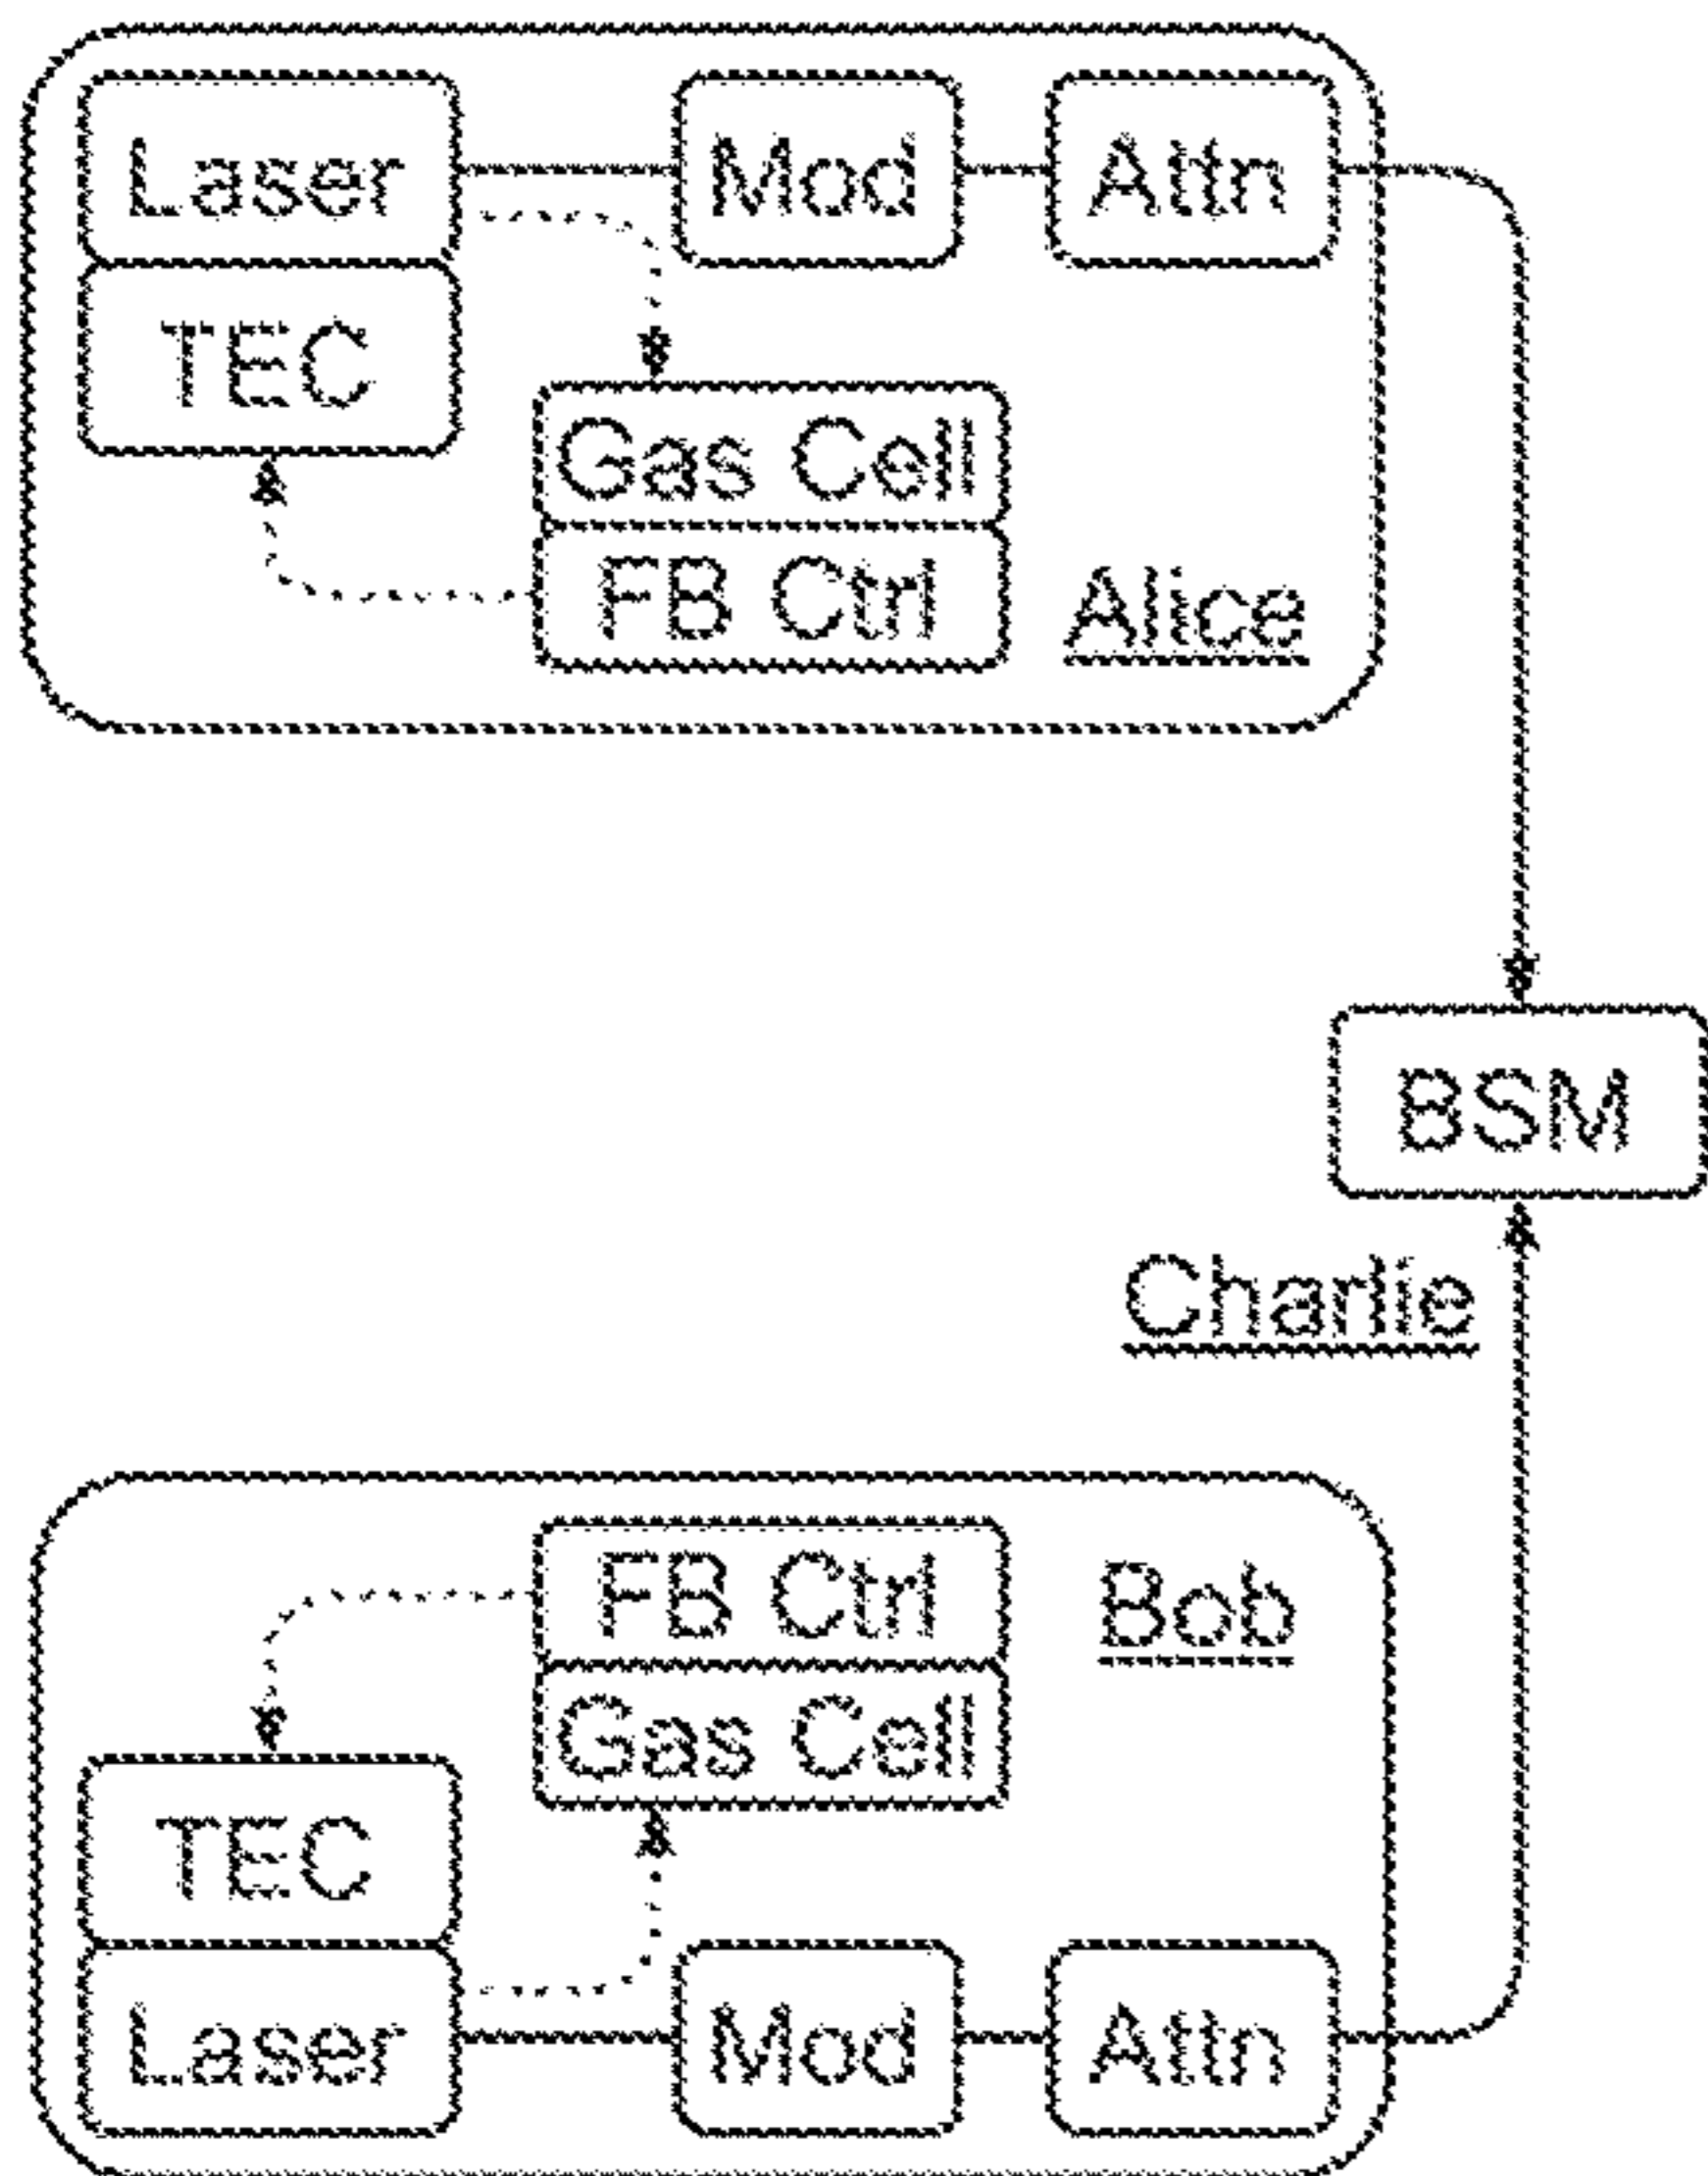 Laser Mod Attn
TEC
Gas Cell
FB Ctrl
Alice
BSM
Charlie
FB Ctrl
Bob
Gas Cell
TEC
Laser Mod Attn